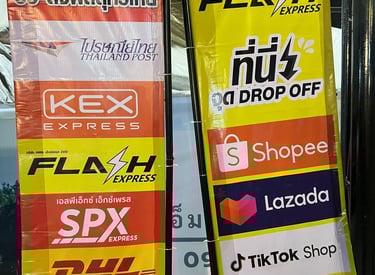 ไปรษณีย์ไทย
THAILAND POST
KEX
EXPRESS
FLASH
EXPRESS
เอสพีเอ็กซ์ เอ็กซ์เพรส
SPX
EXPRESS
DHL
FLASH
EXPRESS
ที่นี่
จุด DROP OFF
Shopee
Lazada
TikTok Shop
09